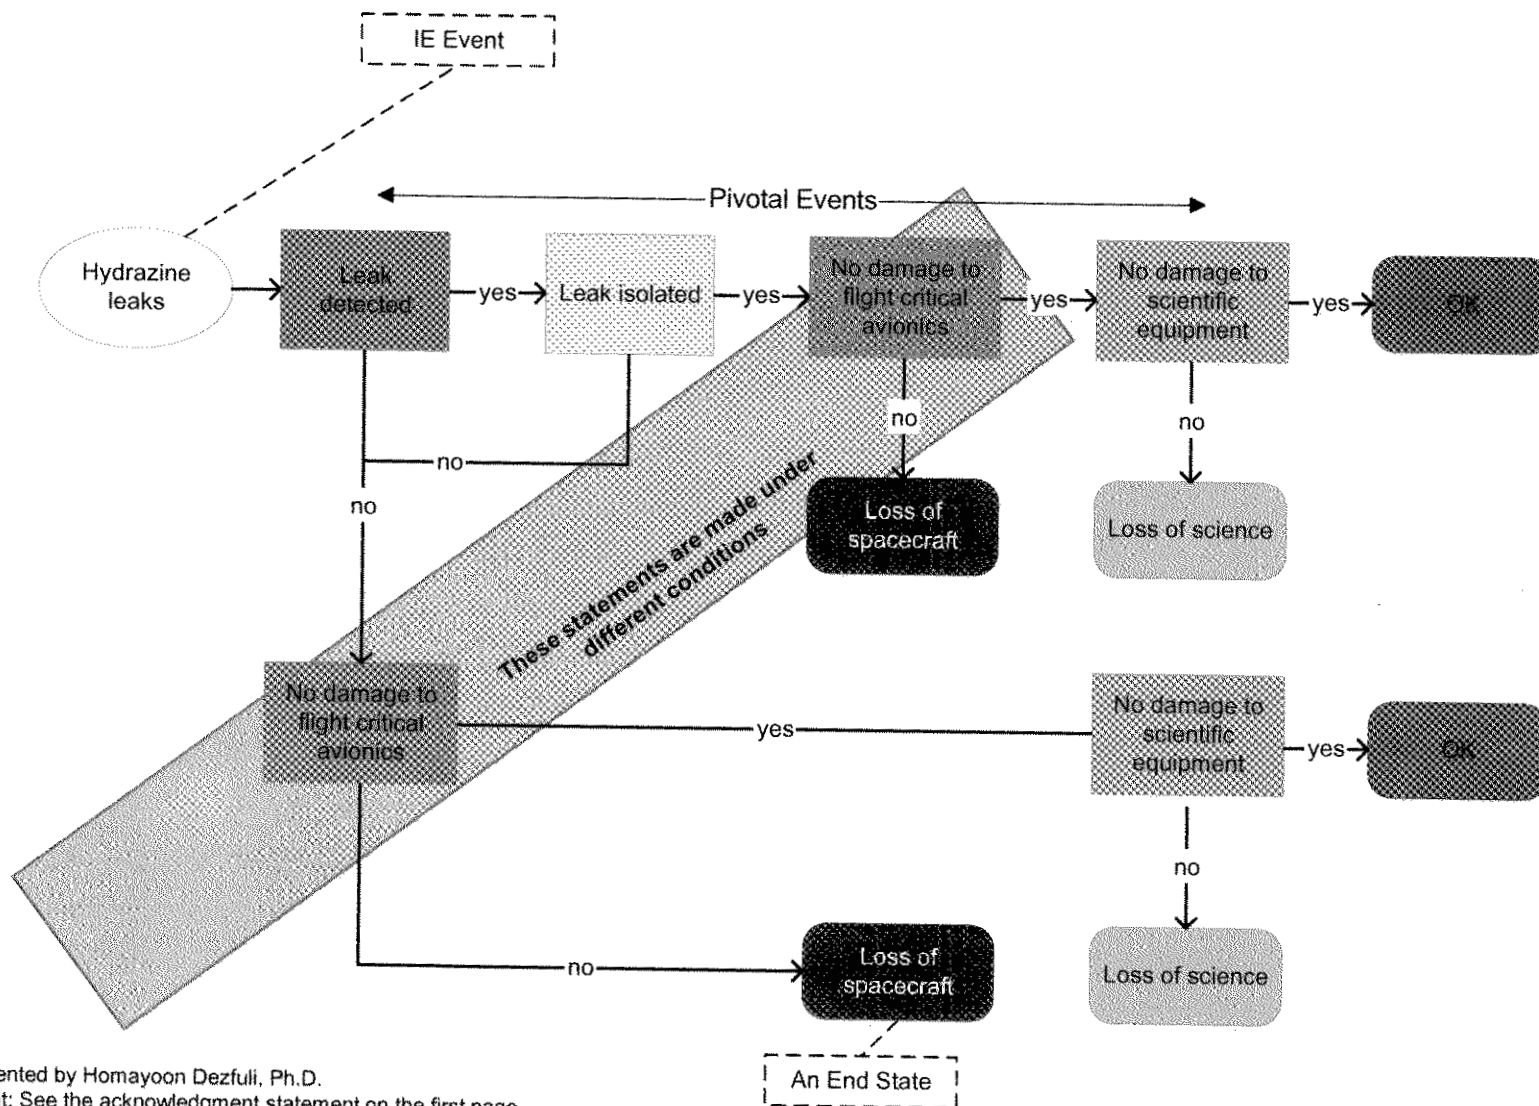 IE Event
Pivotal Events
Hydrazine
leaks
Leak
detected
yes
Leak isolated
yes
No damage to
flight critical
avionics
yes
No damage to
scientific
equipment
yes
OK
no
no
no
no
These statements are made under
different conditions
Loss of
spacecraft
Loss of science
No damage to
flight critical
avionics
yes
No damage to
scientific
equipment
yes
OK
no
no
Loss of
spacecraft
Loss of science
An End State
ented by Homayoon Dezfuli, Ph.D.
t: See the acknowledgment statement on the first page